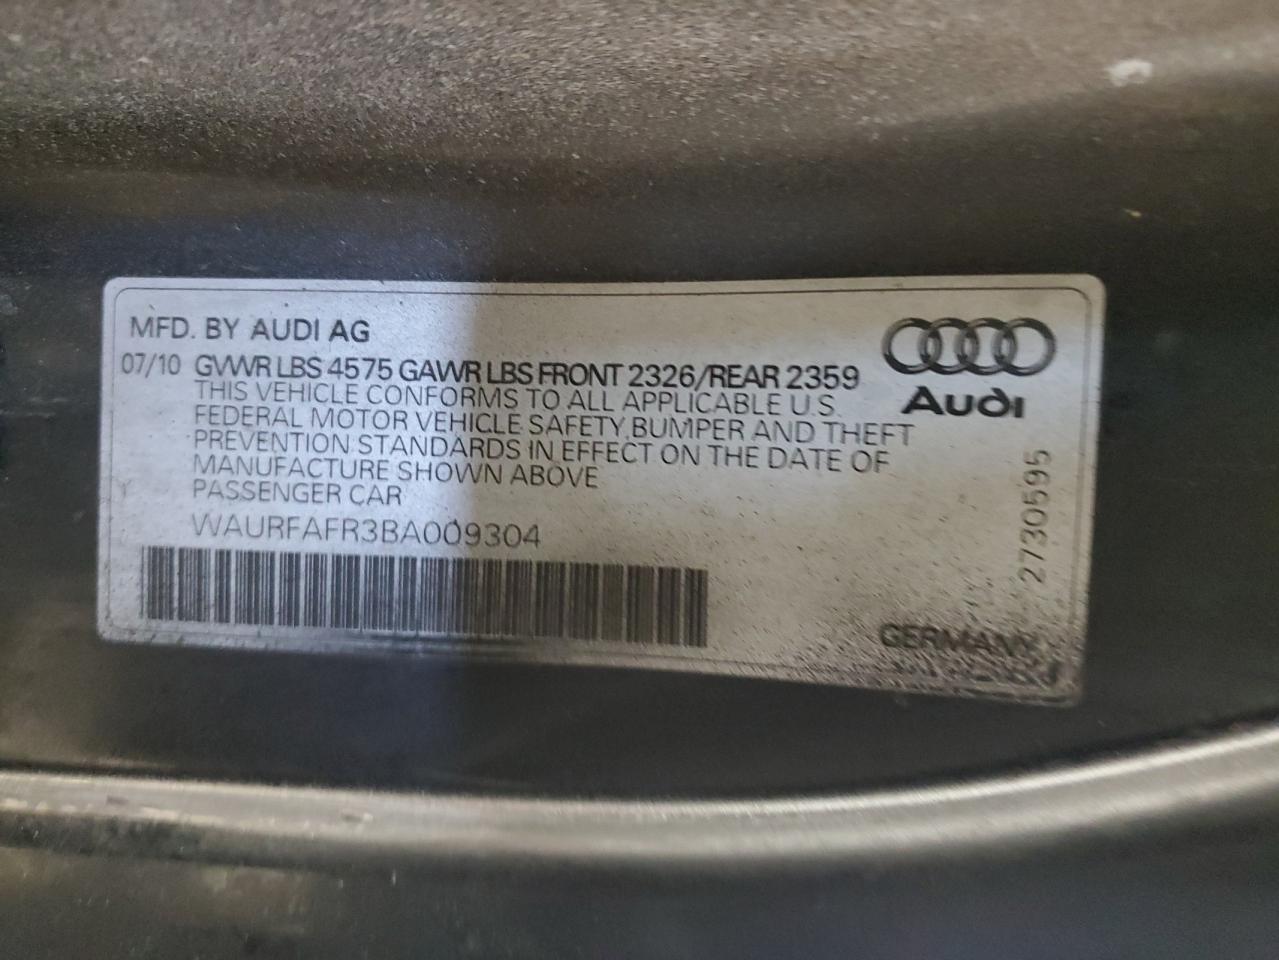 MFD. BY AUDI AG
07/10 GVWR LBS 4575 GAWR LBS FRONT 2326/REAR 2359
THIS VEHICLE CONFORMS TO ALL APPLICABLE U.S.
FEDERAL MOTOR VEHICLE SAFETY, BUMPER AND THEFT
PREVENTION STANDARDS IN EFFECT ON THE DATE OF
MANUFACTURE SHOWN ABOVE
PASSENGER CAR
WAURFAFR3BA009304
Audi
2730595
GERMANY